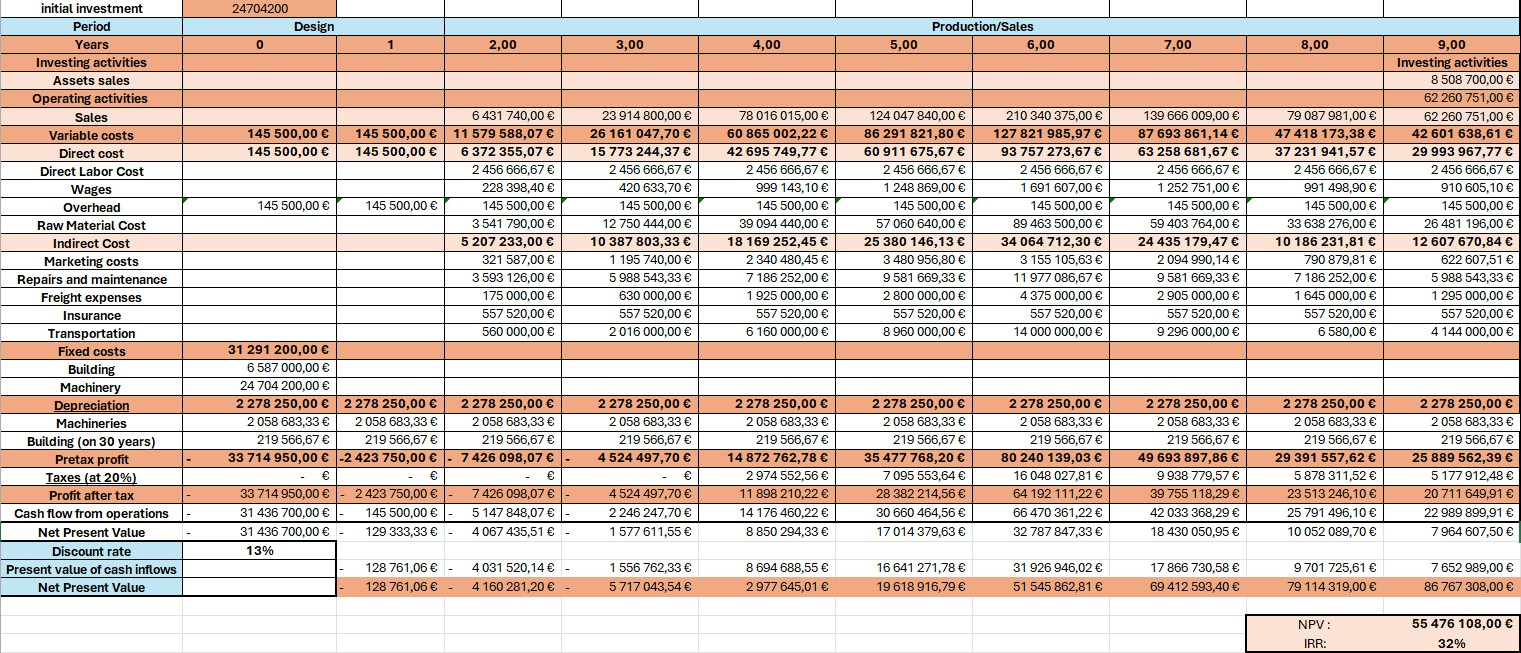 initial investment 24704200
Period Design Production/Sales
Years 0 1 2,00 3,00 4,00 5,00 6,00 7,00 8,00 9,00
Investing activities Investing activities
Assets sales 8 508 700,00 €
Operating activities 62 260 751,00 €
Sales 6 431 740,00 € 23 914 800,00 € 78 016 015,00 € 124 047 840,00 € 210 340 375,00 € 139 666 009,00 € 79 087 981,00 € 62 260 751,00 €
Variable costs 145 500,00 € 145 500,00 € 11 579 588,07 € 26 161 047,70 € 60 865 002,22 € 86 291 821,80 € 127 821 985,97 € 87 693 861,14 € 47 418 173,38 € 42 601 638,61 €
Direct cost 145 500,00 € 145 500,00 € 6 372 355,07 € 15 773 244,37 € 42 695 749,77 € 60 911 675,67 € 93 757 273,67 € 63 258 681,67 € 37 231 941,57 € 29 993 967,77 €
Direct Labor Cost 2 456 666,67 € 2 456 666,67 € 2 456 666,67 € 2 456 666,67 € 2 456 666,67 € 2 456 666,67 € 2 456 666,67 € 2 456 666,67 €
Wages 228 398,40 € 420 633,70 € 999 143,10 € 1 248 869,00 € 1 691 607,00 € 1 252 751,00 € 991 498,90 € 910 605,10 €
Overhead 145 500,00 € 145 500,00 € 145 500,00 € 145 500,00 € 145 500,00 € 145 500,00 € 145 500,00 € 145 500,00 € 145 500,00 € 145 500,00 €
Raw Material Cost 3 541 790,00 € 12 750 444,00 € 39 094 440,00 € 57 060 640,00 € 89 463 500,00 € 59 403 764,00 € 33 638 276,00 € 26 481 196,00 €
Indirect Cost 5 207 233,00 € 10 387 803,33 € 18 169 252,45 € 25 380 146,13 € 34 064 712,30 € 24 435 179,47 € 10 186 231,81 € 12 607 670,84 €
Marketing costs 321 587,00 € 1 195 740,00 € 2 340 480,45 € 3 480 956,80 € 3 155 105,63 € 2 094 990,14 € 790 879,81 € 622 607,51 €
Repairs and maintenance 3 593 126,00 € 5 988 543,33 € 7 186 252,00 € 9 581 669,33 € 11 977 086,67 € 9 581 669,33 € 7 186 252,00 € 5 988 543,33 €
Freight expenses 175 000,00 € 630 000,00 € 1 925 000,00 € 2 800 000,00 € 4 375 000,00 € 2 905 000,00 € 1 645 000,00 € 1 295 000,00 €
Insurance 557 520,00 € 557 520,00 € 557 520,00 € 557 520,00 € 557 520,00 € 557 520,00 € 557 520,00 € 557 520,00 €
Transportation 560 000,00 € 2 016 000,00 € 6 160 000,00 € 8 960 000,00 € 14 000 000,00 € 9 296 000,00 € 6 580,00 € 4 144 000,00 €
Fixed costs 31 291 200,00 €
Building 6 587 000,00 €
Machinery 24 704 200,00 €
Depreciation 2 278 250,00 € 2 278 250,00 € 2 278 250,00 € 2 278 250,00 € 2 278 250,00 € 2 278 250,00 € 2 278 250,00 € 2 278 250,00 € 2 278 250,00 € 2 278 250,00 €
Machineries 2 058 683,33 € 2 058 683,33 € 2 058 683,33 € 2 058 683,33 € 2 058 683,33 € 2 058 683,33 € 2 058 683,33 € 2 058 683,33 € 2 058 683,33 € 2 058 683,33 €
Building (on 30 years) 219 566,67 € 219 566,67 € 219 566,67 € 219 566,67 € 219 566,67 € 219 566,67 € 219 566,67 € 219 566,67 € 219 566,67 € 219 566,67 €
Pretax profit - 33 714 950,00 € -2 423 750,00 € - 7 426 098,07 € - 4 524 497,70 € 14 872 762,78 € 35 477 768,20 € 80 240 139,03 € 49 693 897,86 € 29 391 557,62 € 25 889 562,39 €
Taxes (at 20%) - € - € - € - € 2 974 552,56 € 7 095 553,64 € 16 048 027,81 € 9 938 779,57 € 5 878 311,52 € 5 177 912,48 €
Profit after tax - 33 714 950,00 € - 2 423 750,00 € - 7 426 098,07 € - 4 524 497,70 € 11 898 210,22 € 28 382 214,56 € 64 192 111,22 € 39 755 118,29 € 23 513 246,10 € 20 711 649,91 €
Cash flow from operations - 31 436 700,00 € - 145 500,00 € - 5 147 848,07 € - 2 246 247,70 € 14 176 460,22 € 30 660 464,56 € 66 470 361,22 € 42 033 368,29 € 25 791 496,10 € 22 989 899,91 €
Net Present Value - 31 436 700,00 € - 129 333,33 € - 4 067 435,51 € - 1 577 611,55 € 8 850 294,33 € 17 014 379,63 € 32 787 847,33 € 18 430 050,95 € 10 052 089,70 € 7 964 607,50 €
Discount rate 13%
Present value of cash inflows - 128 761,06 € - 4 031 520,14 € - 1 556 762,33 € 8 694 688,55 € 16 641 271,78 € 31 926 946,02 € 17 866 730,58 € 9 701 725,61 € 7 652 989,00 €
Net Present Value - 128 761,06 € - 4 160 281,20 € - 5 717 043,54 € 2 977 645,01 € 19 618 916,79 € 51 545 862,81 € 69 412 593,40 € 79 114 319,00 € 86 767 308,00 €
NPV : 55 476 108,00 €
IRR: 32%